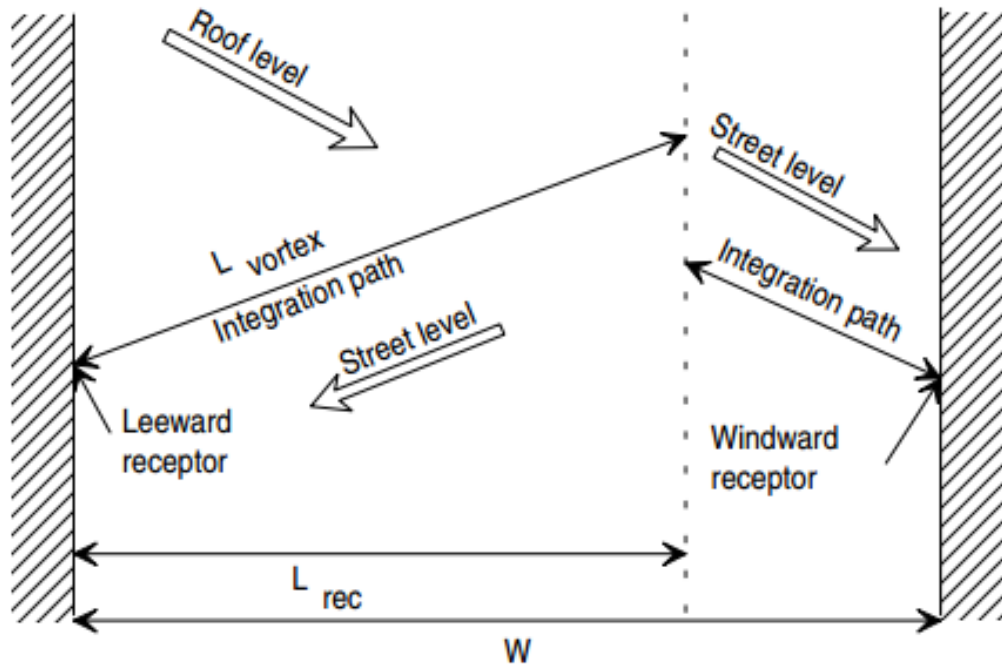 Roof level
Street level
L vortex
Integration path
Integration path
Street level
Leeward
receptor
Windward
receptor
L rec
W